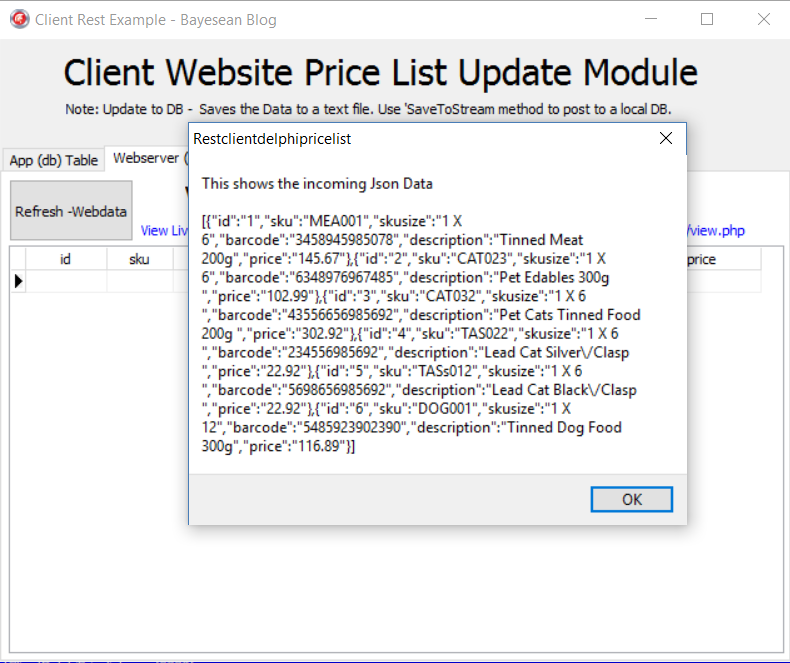 Client Rest Example - Bayesean Blog
Client Website Price List Update Module
Note: Update to DB - Saves the Data to a text file. Use 'SaveToStream method to post to a local DB.
App (db) Table
Webserver (
Refresh -Webdata
View Liv
/view.php
id
sku
price
Restclientdelphipricelist
This shows the incoming Json Data
[{"id":"1","sku":"MEA001","skusize":"1 X
6","barcode":"3458945985078","description":"Tinned Meat
200g","price":"145.67"},{"id":"2","sku":"CAT023","skusize":"1 X
6","barcode":"6348976967485","description":"Pet Edables 300g
","price":"102.99"},{"id":"3","sku":"CAT032","skusize":"1 X 6
","barcode":"43556656985692","description":"Pet Cats Tinned Food
200g ","price":"302.92"},{"id":"4","sku":"TAS022","skusize":"1 X 6
","barcode":"234556985692","description":"Lead Cat Silver\/Clasp
","price":"22.92"},{"id":"5","sku":"TASs012","skusize":"1 X 6
","barcode":"5698656985692","description":"Lead Cat Black\/Clasp
","price":"22.92"},{"id":"6","sku":"DOG001","skusize":"1 X
12","barcode":"5485923902390","description":"Tinned Dog Food
300g","price":"116.89"}]
OK